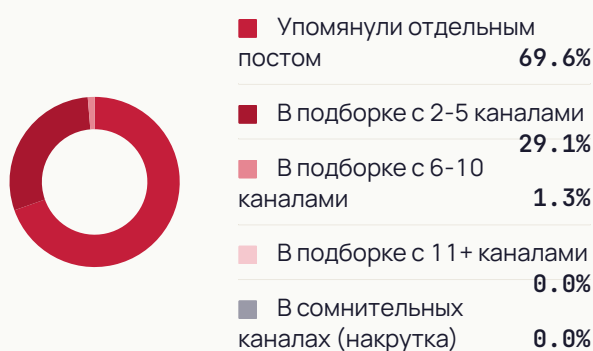 Упомянули отдельным
постом 69.6%
В подборке с 2-5 каналами
29.1%
В подборке с 6-10
каналами 1.3%
В подборке с 11+ каналами
0.0%
В сомнительных
каналах (накрутка) 0.0%